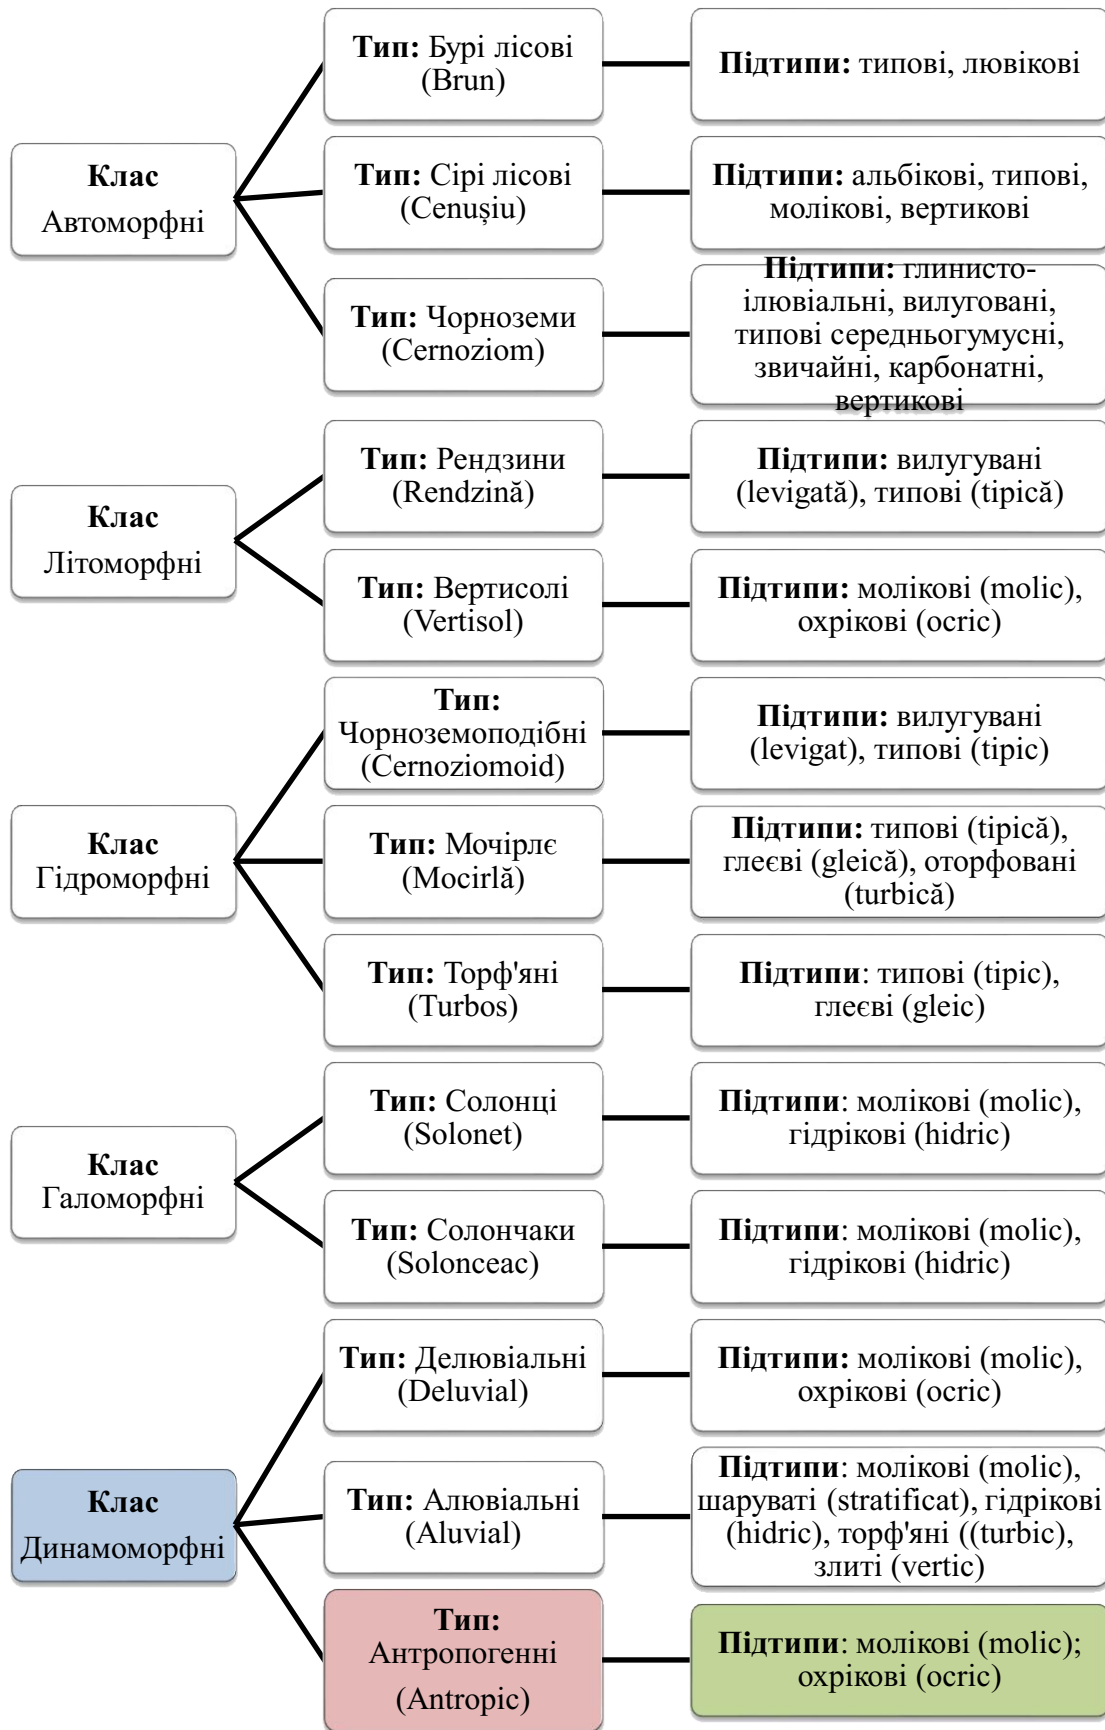 Клас
Автоморфні
Тип: Бурі лісові
(Brun)
Підтипи: типові, лювікові
Тип: Сірі лісові
(Cenușiu)
Підтипи: альбікові, типові,
молікові, вертикові
Тип: Чорноземи
(Cernoziom)
Підтипи: глинисто-
ілювіальні, вилуговані,
типові середньогумусні,
звичайні, карбонатні,
вертикові
Клас
Літоморфні
Тип: Рендзини
(Rendzină)
Підтипи: вилугувані
(levigată), типові (tipică)
Тип: Вертисолі
(Vertisol)
Підтипи: молікові (molic),
охрікові (ocric)
Клас
Гідроморфні
Тип:
Чорноземоподібні
(Cernoziomoid)
Підтипи: вилугувані
(levigat), типові (tipic)
Тип: Мочірлє
(Mocirlă)
Підтипи: типові (tipică),
глеєві (gleică), оторфовані
(turbică)
Тип: Торф'яні
(Turbos)
Підтипи: типові (tipic),
глеєві (gleic)
Клас
Галоморфні
Тип: Солонці
(Solonet)
Підтипи: молікові (molic),
гідрікові (hidric)
Тип: Солончаки
(Solonceac)
Підтипи: молікові (molic),
гідрікові (hidric)
Клас
Динамоморфні
Тип: Делювіальні
(Deluvial)
Підтипи: молікові (molic),
охрікові (ocric)
Тип: Алювіальні
(Aluvial)
Підтипи: молікові (molic),
шаруваті (stratificat), гідрікові
(hidric), торф'яні ((turbic),
злиті (vertic)
Тип:
Антропогенні
(Antropic)
Підтипи: молікові (molic);
охрікові (ocric)